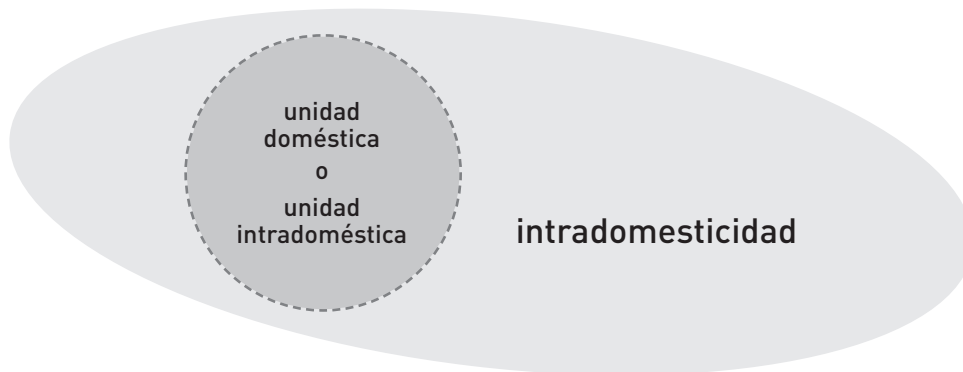 unidad
doméstica
o
unidad
intradoméstica
intradomesticidad